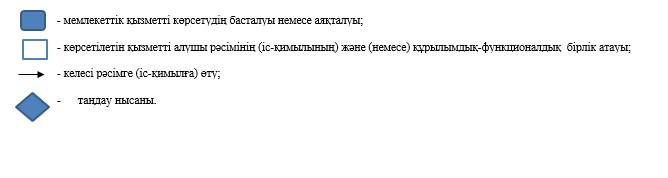 - мемлекеттік қызметті көрсетудің басталуы немесе аяқталуы;
- көрсетілетін қызметті алушы рәсімінің (іс-қимылының) және (немесе) құрылымдық-функционалдық бірлік атауы;
- келесі рәсімге (іс-қимылға) өту;
- таңдау нысаны.